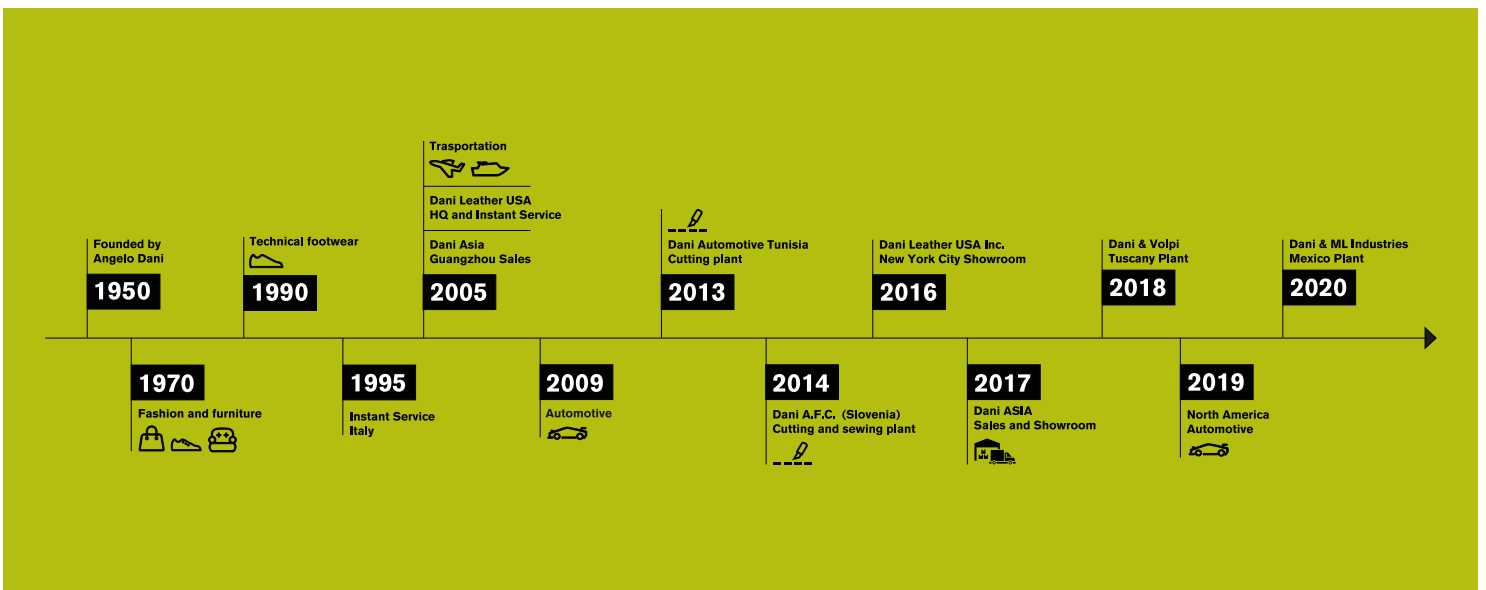 Founded by
Angelo Dani
1950
1970
Fashion and furniture
Technical footwear
1990
1995
Instant Service
Italy
Trasportation
Dani Leather USA
HQ and Instant Service
Dani Asia
Guangzhou Sales
2005
2009
Automotive
Dani Automotive Tunisia
Cutting plant
2013
2014
Dani A.F.C. (Slovenia)
Cutting and sewing plant
Dani Leather USA Inc.
New York City Showroom
2016
2017
Dani ASIA
Sales and Showroom
Dani & Volpi
Tuscany Plant
2018
2019
North America
Automotive
Dani & ML Industries
Mexico Plant
2020